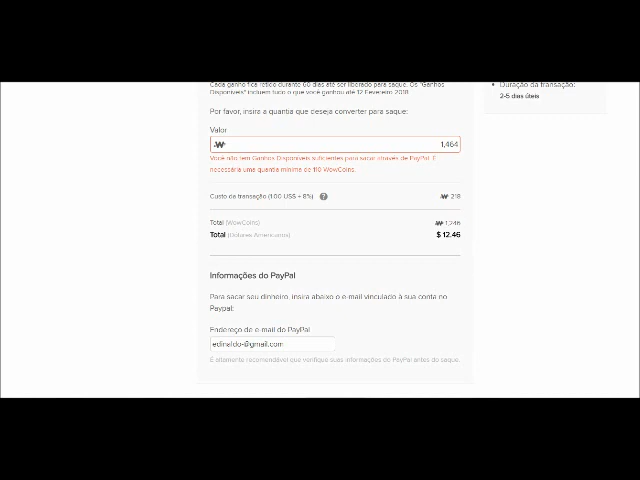 Cada ganho fica retido durante 60 dias até ser liberado para saque. Os "Ganhos
Disponíveis" incluem tudo o que você ganhou até 12 Fevereiro 2018
Por favor, insira a quantia que deseja converter para saque:
Valor
1,464
Você não tem Ganhos Disponíveis suficientes para sacar através de PayPal. É
necessária uma quantia mínima de 110 WowCoins.
Custo de transação (1.00 US$ + 8%) ? 218
Total (WowCoins) 1,246
Total (Dólares Americanos) $ 12.46
Informações do PayPal
Para sacar seu dinheiro, insira abaixo o e-mail vinculado à sua conta no
Paypal:
Endereço de e-mail do PayPal
edinaldo-@gmail.com
É altamente recomendável que verifique suas informações do PayPal antes do saque.
Duração da transação:
2-5 dias úteis